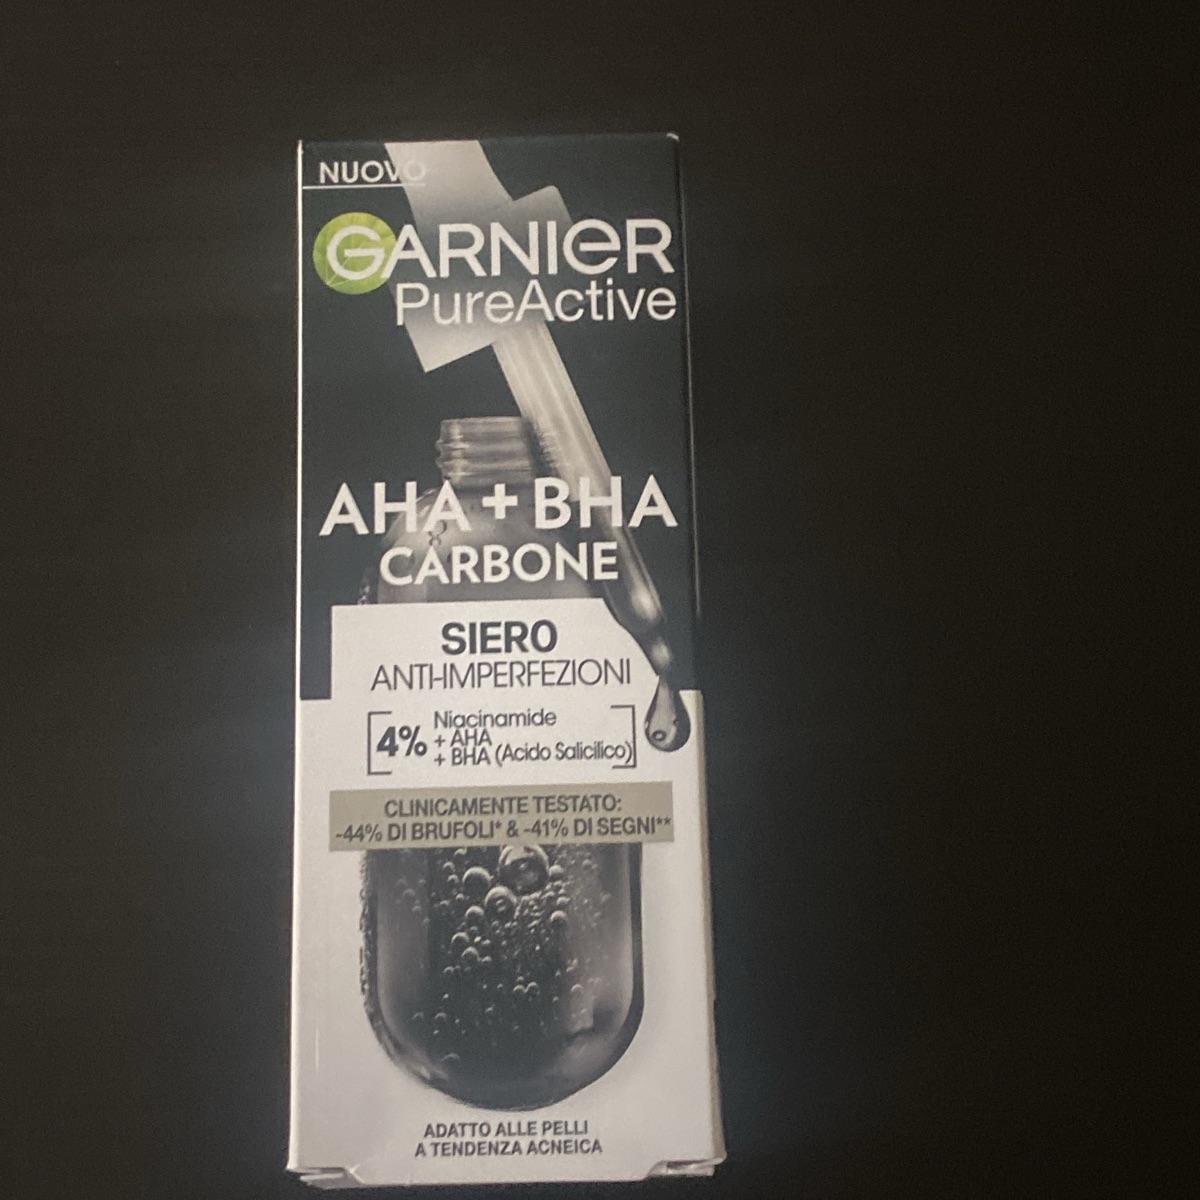 NUOVO
GARNIER
PureActive
AHA + BHA
CARBONE
SIERO
ANTI-IMPERFEZIONI
4% Niacinamide
+ AHA
+ BHA (Acido Salicilico)
CLINICAMENTE TESTATO:
-44% DI BRUFOLI* & -41% DI SEGNI**
ADATTO ALLE PELLI
A TENDENZA ACNEICA